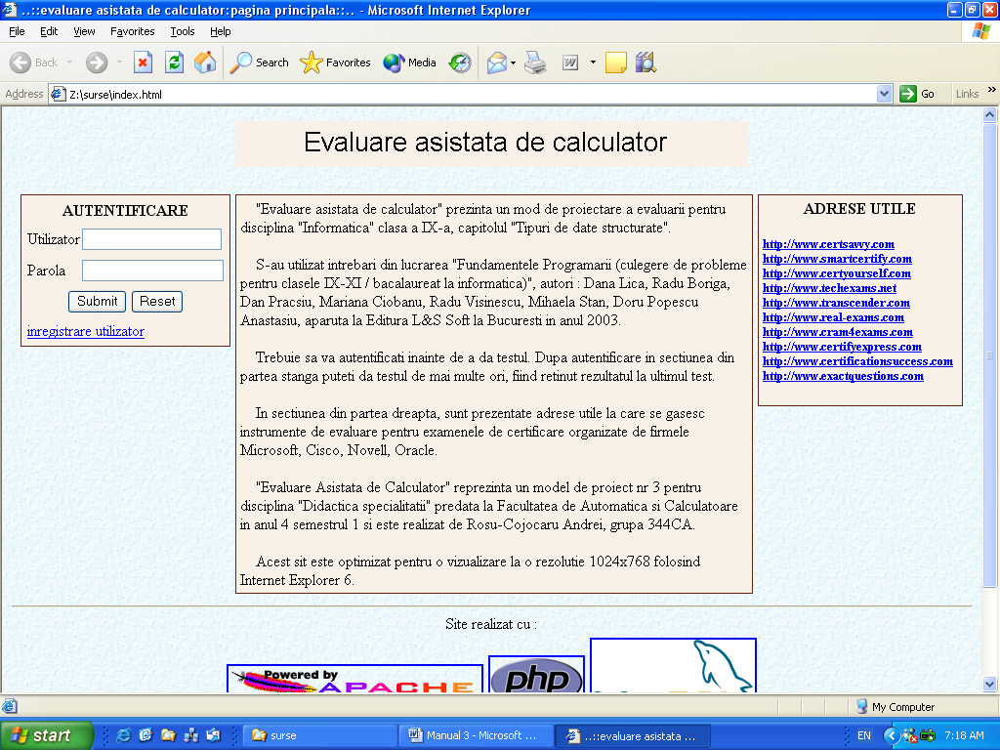 ..::evaluare asistata de calculator:pagina principala::.. - Microsoft Internet Explorer
File Edit View Favorites Tools Help
Back Search Favorites Media
Address Z:\surse\index.html Go Links »
Evaluare asistata de calculator
AUTENTIFICARE
Utilizator
Parola
Submit Reset
inregistrare utilizator
"Evaluare asistata de calculator" prezinta un mod de proiectare a evaluarii pentru
disciplina "Informatica" clasa a IX-a, capitolul "Tipuri de date structurate".
S-au utilizat intrebari din lucrarea "Fundamentele Programarii (culegere de probleme
pentru clasele IX-XI / bacalaureat la informatica)", autori : Dana Lica, Radu Boriga,
Dan Pracsiu, Mariana Ciobanu, Radu Visinescu, Mihaela Stan, Doru Popescu
Anastasiu, aparuta la Editura L&S Soft la Bucuresti in anul 2003.
Trebuie sa va autentificati inainte de a da testul. Dupa autentificare in sectiunea din
partea stanga puteti da testul de mai multe ori, fiind retinut rezultatul la ultimul test.
In sectiunea din partea dreapta, sunt prezentate adrese utile la care se gasesc
instrumente de evaluare pentru examenele de certificare organizate de firmele
Microsoft, Cisco, Novell, Oracle.
"Evaluare Asistata de Calculator" reprezinta un model de proiect nr 3 pentru
disciplina "Didactica specialitatii" predata la Facultatea de Automatica si Calculatoare
in anul 4 semestrul 1 si este realizat de Rosu-Cojocaru Andrei, grupa 344CA.
Acest sit este optimizat pentru o vizualizare la o rezolutie 1024x768 folosind
Internet Explorer 6.
ADRESE UTILE
http://www.certsavvy.com
http://www.smartcertify.com
http://www.certyourself.com
http://www.techexams.net
http://www.transcender.com
http://www.real-exams.com
http://www.cram4exams.com
http://www.certifyexpress.com
http://www.certificationsuccess.com
http://www.exactquestions.com
Site realizat cu :
Powered by
APACHE
php
My Computer
start surse Manual 3 - Microsoft ... ..::evaluare asistata ... EN 7:18 AM